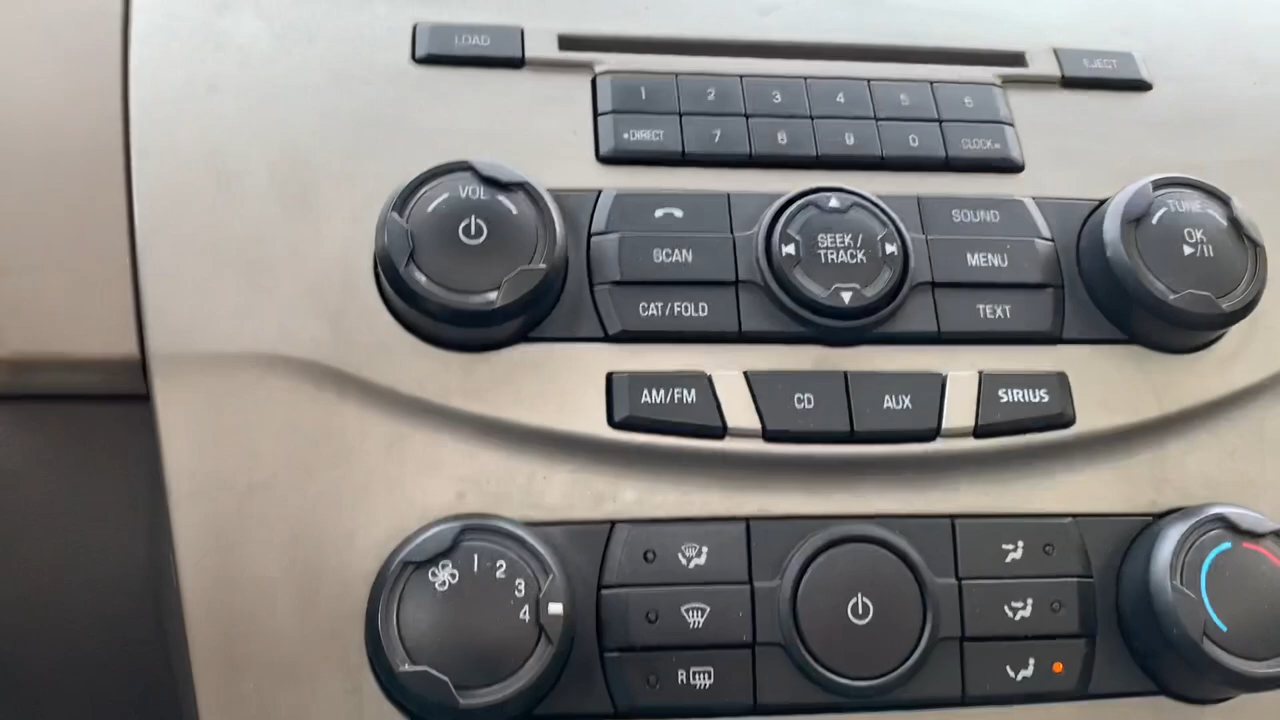 LOAD
EJECT
1 2 3 4 5 6
*DIRECT 7 8 9 0 CLOCK
VOL
SCAN
CAT/FOLD
SEEK/
TRACK
SOUND
MENU
TEXT
TUNE
OK
AM/FM CD AUX SIRIUS
1 2 3 4
R